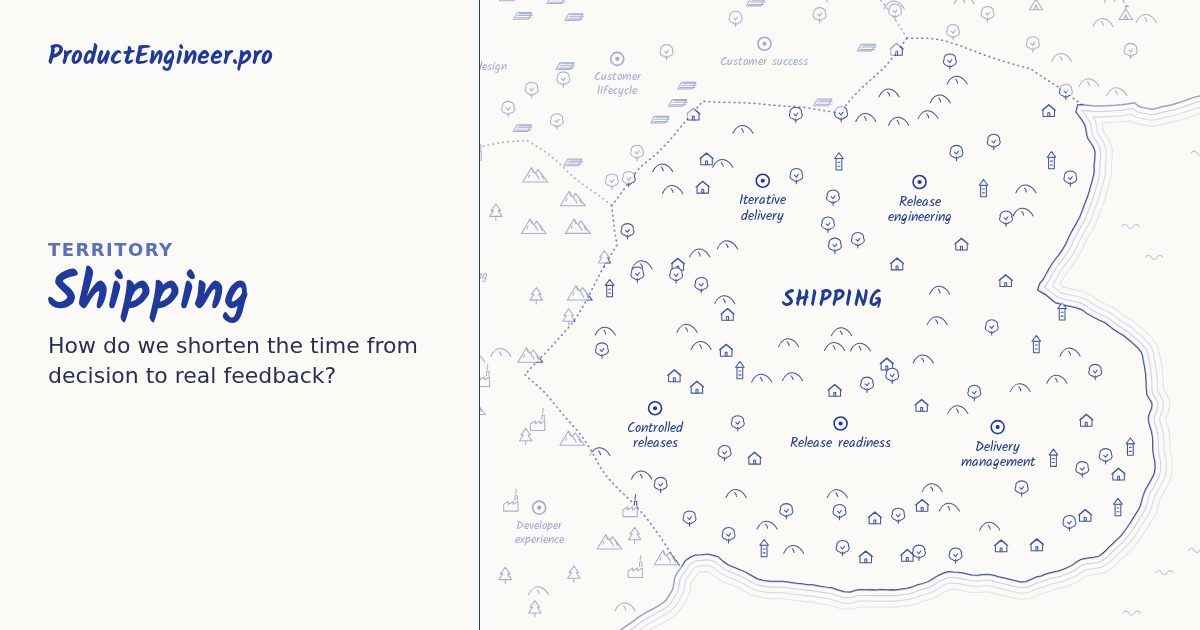 ProductEngineer.pro
TERRITORY
Shipping
How do we shorten the time from
decision to real feedback?
Customer success
Customer
lifecycle
Iterative
delivery
Release
engineering
SHIPPING
Controlled
releases
Release readiness
Delivery
management
Developer
experience